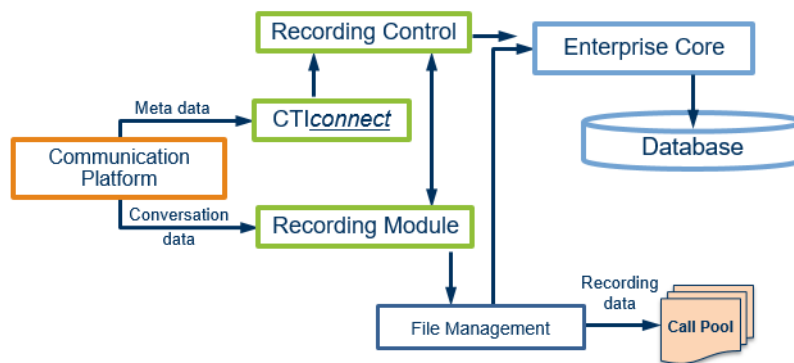 Recording Control
Enterprise Core
Meta data
CTIconnect
Database
Communication
Platform
Conversation
data
Recording Module
Recording
data
File Management
Call Pool